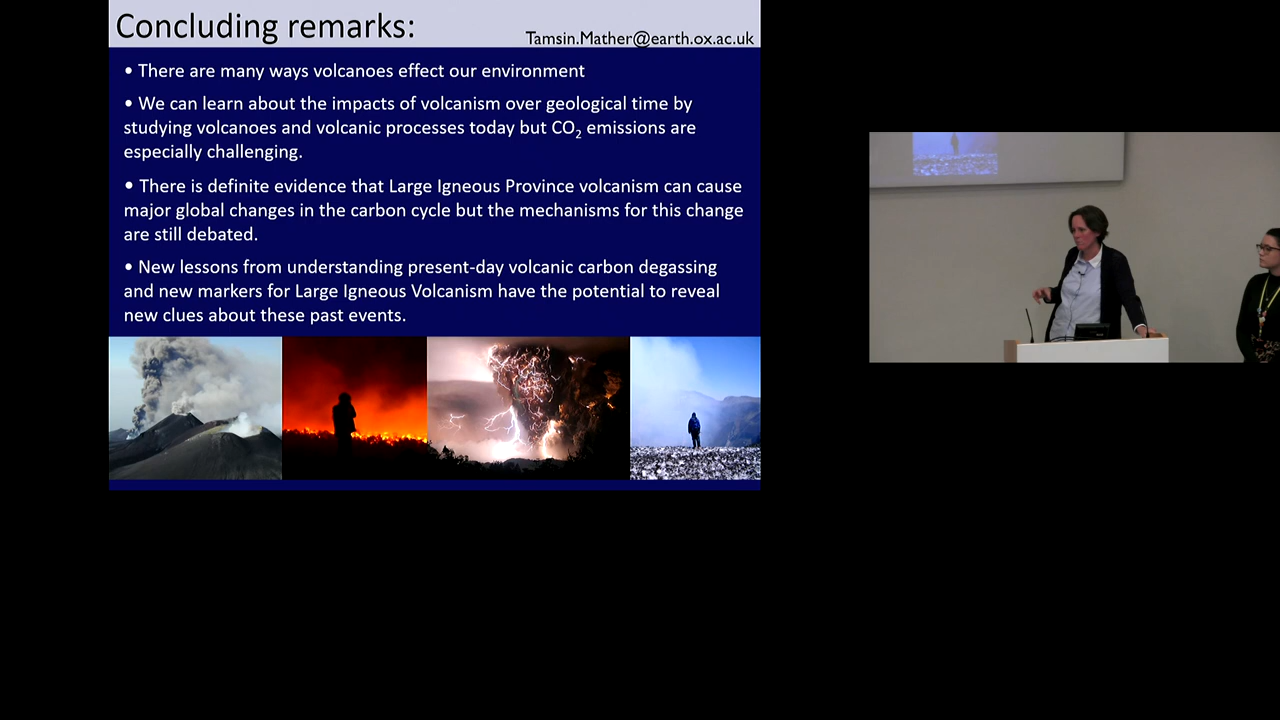 Concluding remarks:
Tamsin.Mather@earth.ox.ac.uk
• There are many ways volcanoes effect our environment
• We can learn about the impacts of volcanism over geological time by
studying volcanoes and volcanic processes today but CO₂ emissions are
especially challenging.
• There is definite evidence that Large Igneous Province volcanism can cause
major global changes in the carbon cycle but the mechanisms for this change
are still debated.
• New lessons from understanding present-day volcanic carbon degassing
and new markers for Large Igneous Volcanism have the potential to reveal
new clues about these past events.